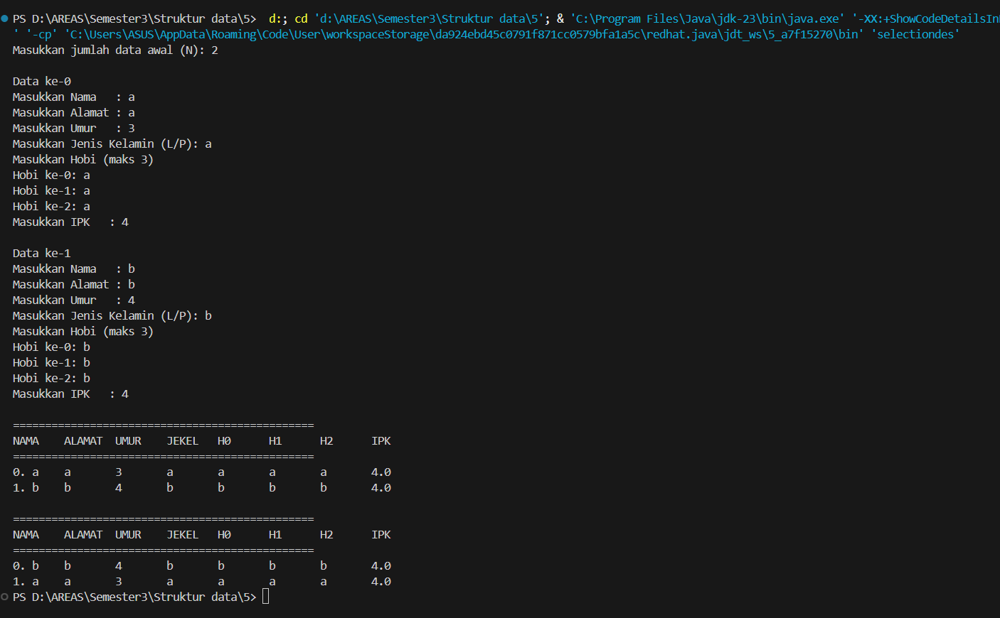 PS D:\AREAS\Semester3\Struktur data\5>  d:; cd 'd:\AREAS\Semester3\Struktur data\5'; & 'C:\Program Files\Java\jdk-23\bin\java.exe' '-XX:+ShowCodeDetailsIn
' '-cp' 'C:\Users\ASUS\AppData\Roaming\Code\User\workspaceStorage\da924ebd45c0791f871cc0579bfa1a5c\redhat.java\jdt_ws\5_a7f15270\bin' 'selectiondes'
Masukkan jumlah data awal (N): 2

Data ke-0
Masukkan Nama   : a
Masukkan Alamat : a
Masukkan Umur   : 3
Masukkan Jenis Kelamin (L/P): a
Masukkan Hobi (maks 3)
Hobi ke-0: a
Hobi ke-1: a
Hobi ke-2: a
Masukkan IPK   : 4

Data ke-1
Masukkan Nama   : b
Masukkan Alamat : b
Masukkan Umur   : 4
Masukkan Jenis Kelamin (L/P): b
Masukkan Hobi (maks 3)
Hobi ke-0: b
Hobi ke-1: b
Hobi ke-2: b
Masukkan IPK   : 4

===============================================
NAMA    ALAMAT  UMUR    JEKEL   H0      H1      H2      IPK
===============================================
0. a    a       3       a       a       a       a       4.0
1. b    b       4       b       b       b       b       4.0

===============================================
NAMA    ALAMAT  UMUR    JEKEL   H0      H1      H2      IPK
===============================================
0. b    b       4       b       b       b       b       4.0
1. a    a       3       a       a       a       a       4.0
PS D:\AREAS\Semester3\Struktur data\5>